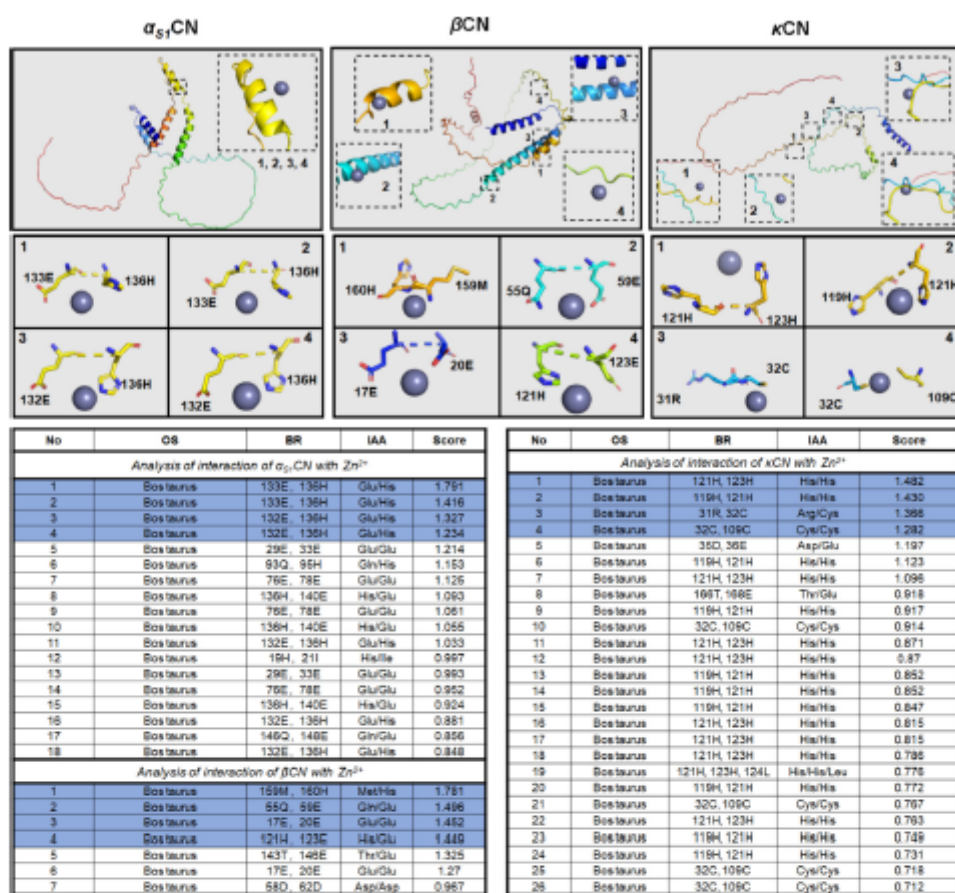 αS1CN βCN κCN
1, 2, 3, 4
1
2
3
4
1
2
3
4
3
4
1
2
1
133E
136H
2
133E
136H
3
132E
136H
4
132E
136H
1
160H
159M
2
55Q
59E
3
17E
20E
4
121H
123E
1
121H
123H
2
119H
121H
3
31R
32C
4
32C
109C
No OS BR IAA Score
Analysis of interaction of αS1CN with Zn2+
1 Bos taurus 133E, 136H Glu/His 1.791
2 Bos taurus 133E, 136H Glu/His 1.416
3 Bos taurus 132E, 136H Glu/His 1.327
4 Bos taurus 132E, 136H Glu/His 1.234
5 Bos taurus 29E, 33E Glu/Glu 1.214
6 Bos taurus 93Q, 95H Gln/His 1.153
7 Bos taurus 76E, 78E Glu/Glu 1.125
8 Bos taurus 136H, 140E His/Glu 1.093
9 Bos taurus 76E, 78E Glu/Glu 1.061
10 Bos taurus 136H, 140E His/Glu 1.055
11 Bos taurus 132E, 136H Glu/His 1.033
12 Bos taurus 19H, 21I His/Ile 0.997
13 Bos taurus 29E, 33E Glu/Glu 0.993
14 Bos taurus 76E, 78E Glu/Glu 0.952
15 Bos taurus 136H, 140E His/Glu 0.924
16 Bos taurus 132E, 136H Glu/His 0.881
17 Bos taurus 146Q, 148E Gln/Glu 0.856
18 Bos taurus 132E, 136H Glu/His 0.848
Analysis of interaction of βCN with Zn2+
1 Bos taurus 159M, 160H Met/His 1.781
2 Bos taurus 55Q, 59E Gln/Glu 1.496
3 Bos taurus 17E, 20E Glu/Glu 1.452
4 Bos taurus 121H, 123E His/Glu 1.449
5 Bos taurus 143T, 146E Thr/Glu 1.325
6 Bos taurus 17E, 20E Glu/Glu 1.27
7 Bos taurus 58D, 62D Asp/Asp 0.967
No OS BR IAA Score
Analysis of interaction of κCN with Zn2+
1 Bos taurus 121H, 123H His/His 1.482
2 Bos taurus 119H, 121H His/His 1.430
3 Bos taurus 31R, 32C Arg/Cys 1.366
4 Bos taurus 32C, 109C Cys/Cys 1.282
5 Bos taurus 35D, 36E Asp/Glu 1.197
6 Bos taurus 119H, 121H His/His 1.123
7 Bos taurus 121H, 123H His/His 1.096
8 Bos taurus 166T, 168E Thr/Glu 0.918
9 Bos taurus 119H, 121H His/His 0.917
10 Bos taurus 32C, 109C Cys/Cys 0.914
11 Bos taurus 121H, 123H His/His 0.871
12 Bos taurus 121H, 123H His/His 0.87
13 Bos taurus 119H, 121H His/His 0.852
14 Bos taurus 119H, 121H His/His 0.852
15 Bos taurus 119H, 121H His/His 0.847
16 Bos taurus 121H, 123H His/His 0.815
17 Bos taurus 121H, 123H His/His 0.815
18 Bos taurus 121H, 123H His/His 0.786
19 Bos taurus 121H, 123H, 124L His/His/Leu 0.776
20 Bos taurus 119H, 121H His/His 0.772
21 Bos taurus 32C, 109C Cys/Cys 0.767
22 Bos taurus 121H, 123H His/His 0.763
23 Bos taurus 119H, 121H His/His 0.749
24 Bos taurus 119H, 121H His/His 0.731
25 Bos taurus 32C, 109C Cys/Cys 0.718
26 Bos taurus 32C, 109C Cys/Cys 0.712